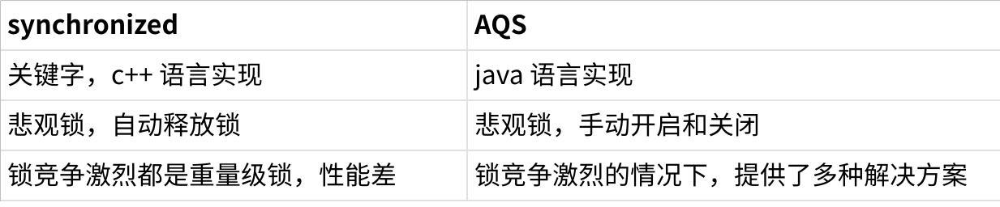 synchronized
AQS
关键字，c++ 语言实现
java 语言实现
悲观锁，自动释放锁
悲观锁，手动开启和关闭
锁竞争激烈都是重量级锁，性能差
锁竞争激烈的情况下，提供了多种解决方案